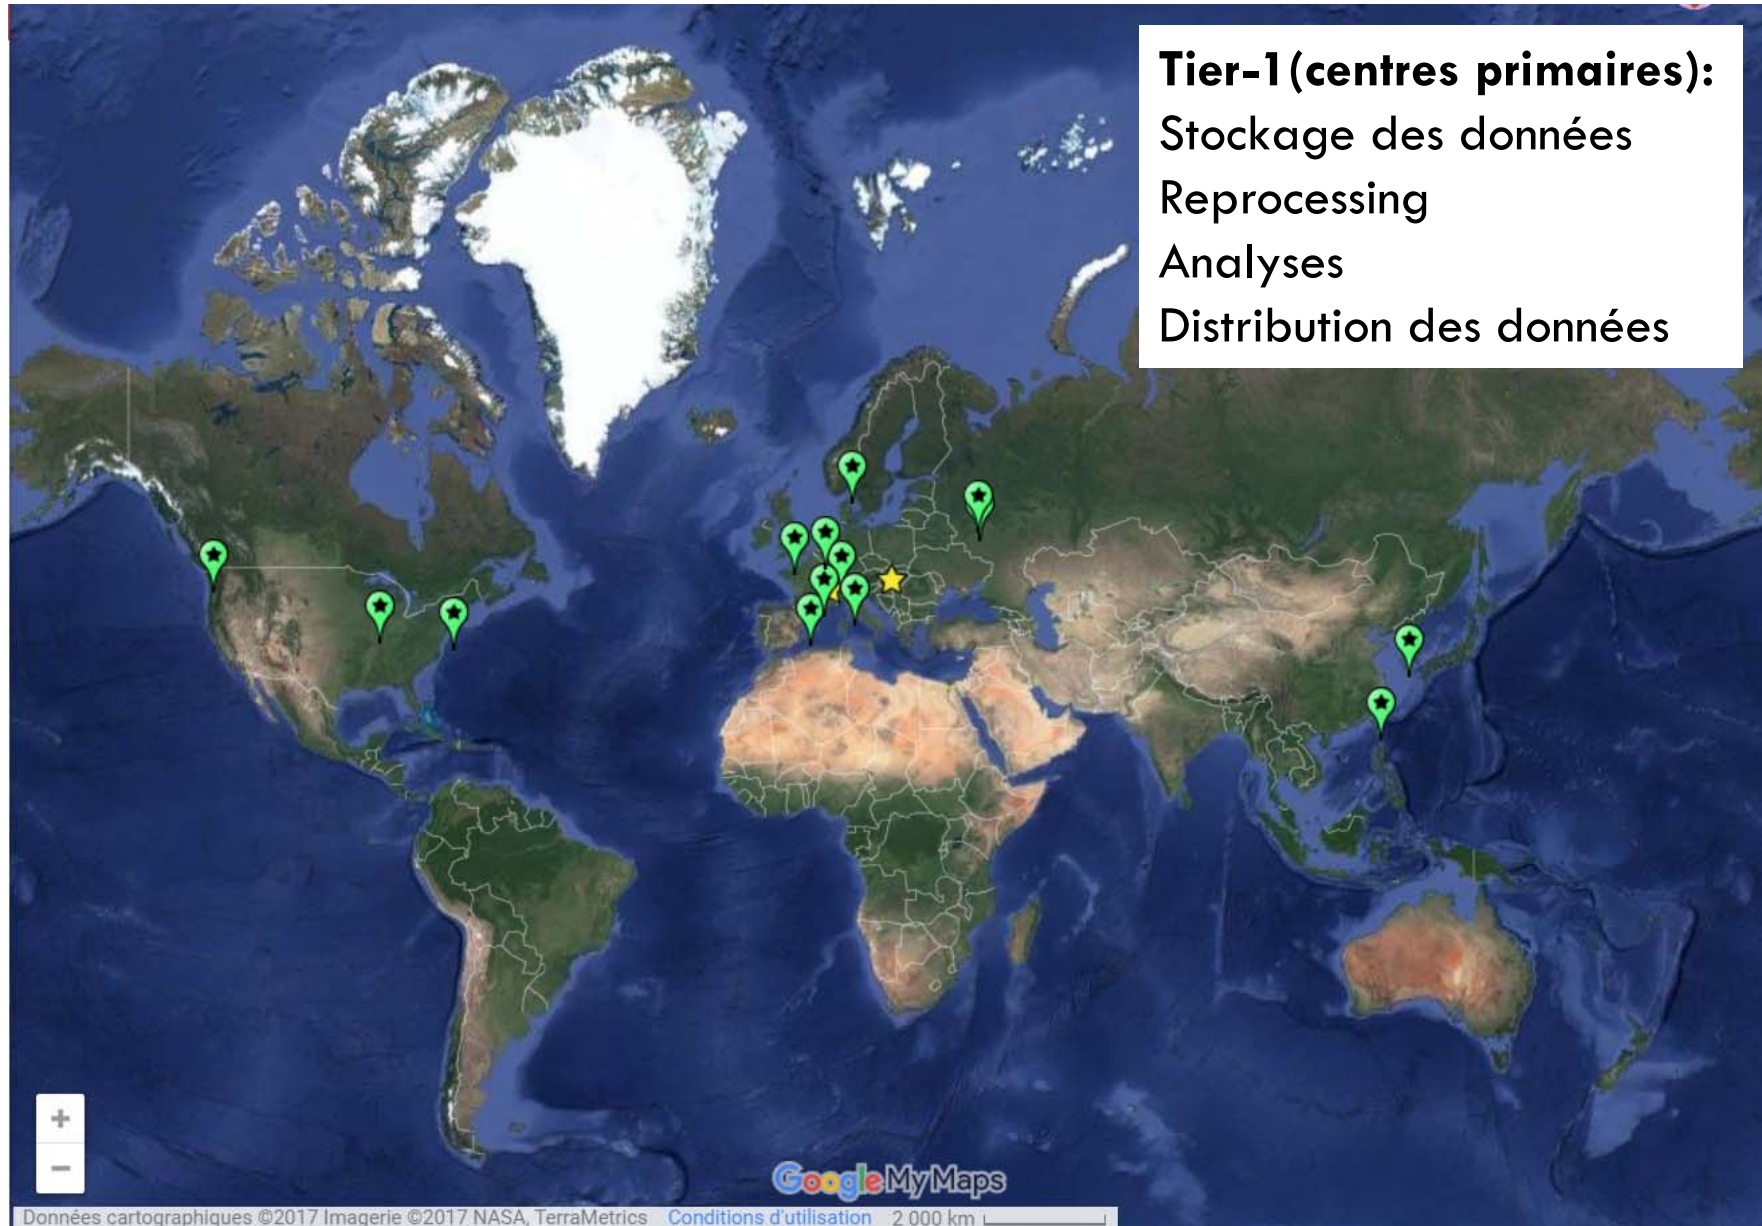 Tier-1(centres primaires):
Stockage des données
Reprocessing
Analyses
Distribution des données
+
−
Google My Maps
Données cartographiques ©2017 Imagerie ©2017 NASA, TerraMetrics Conditions d'utilisation 2 000 km